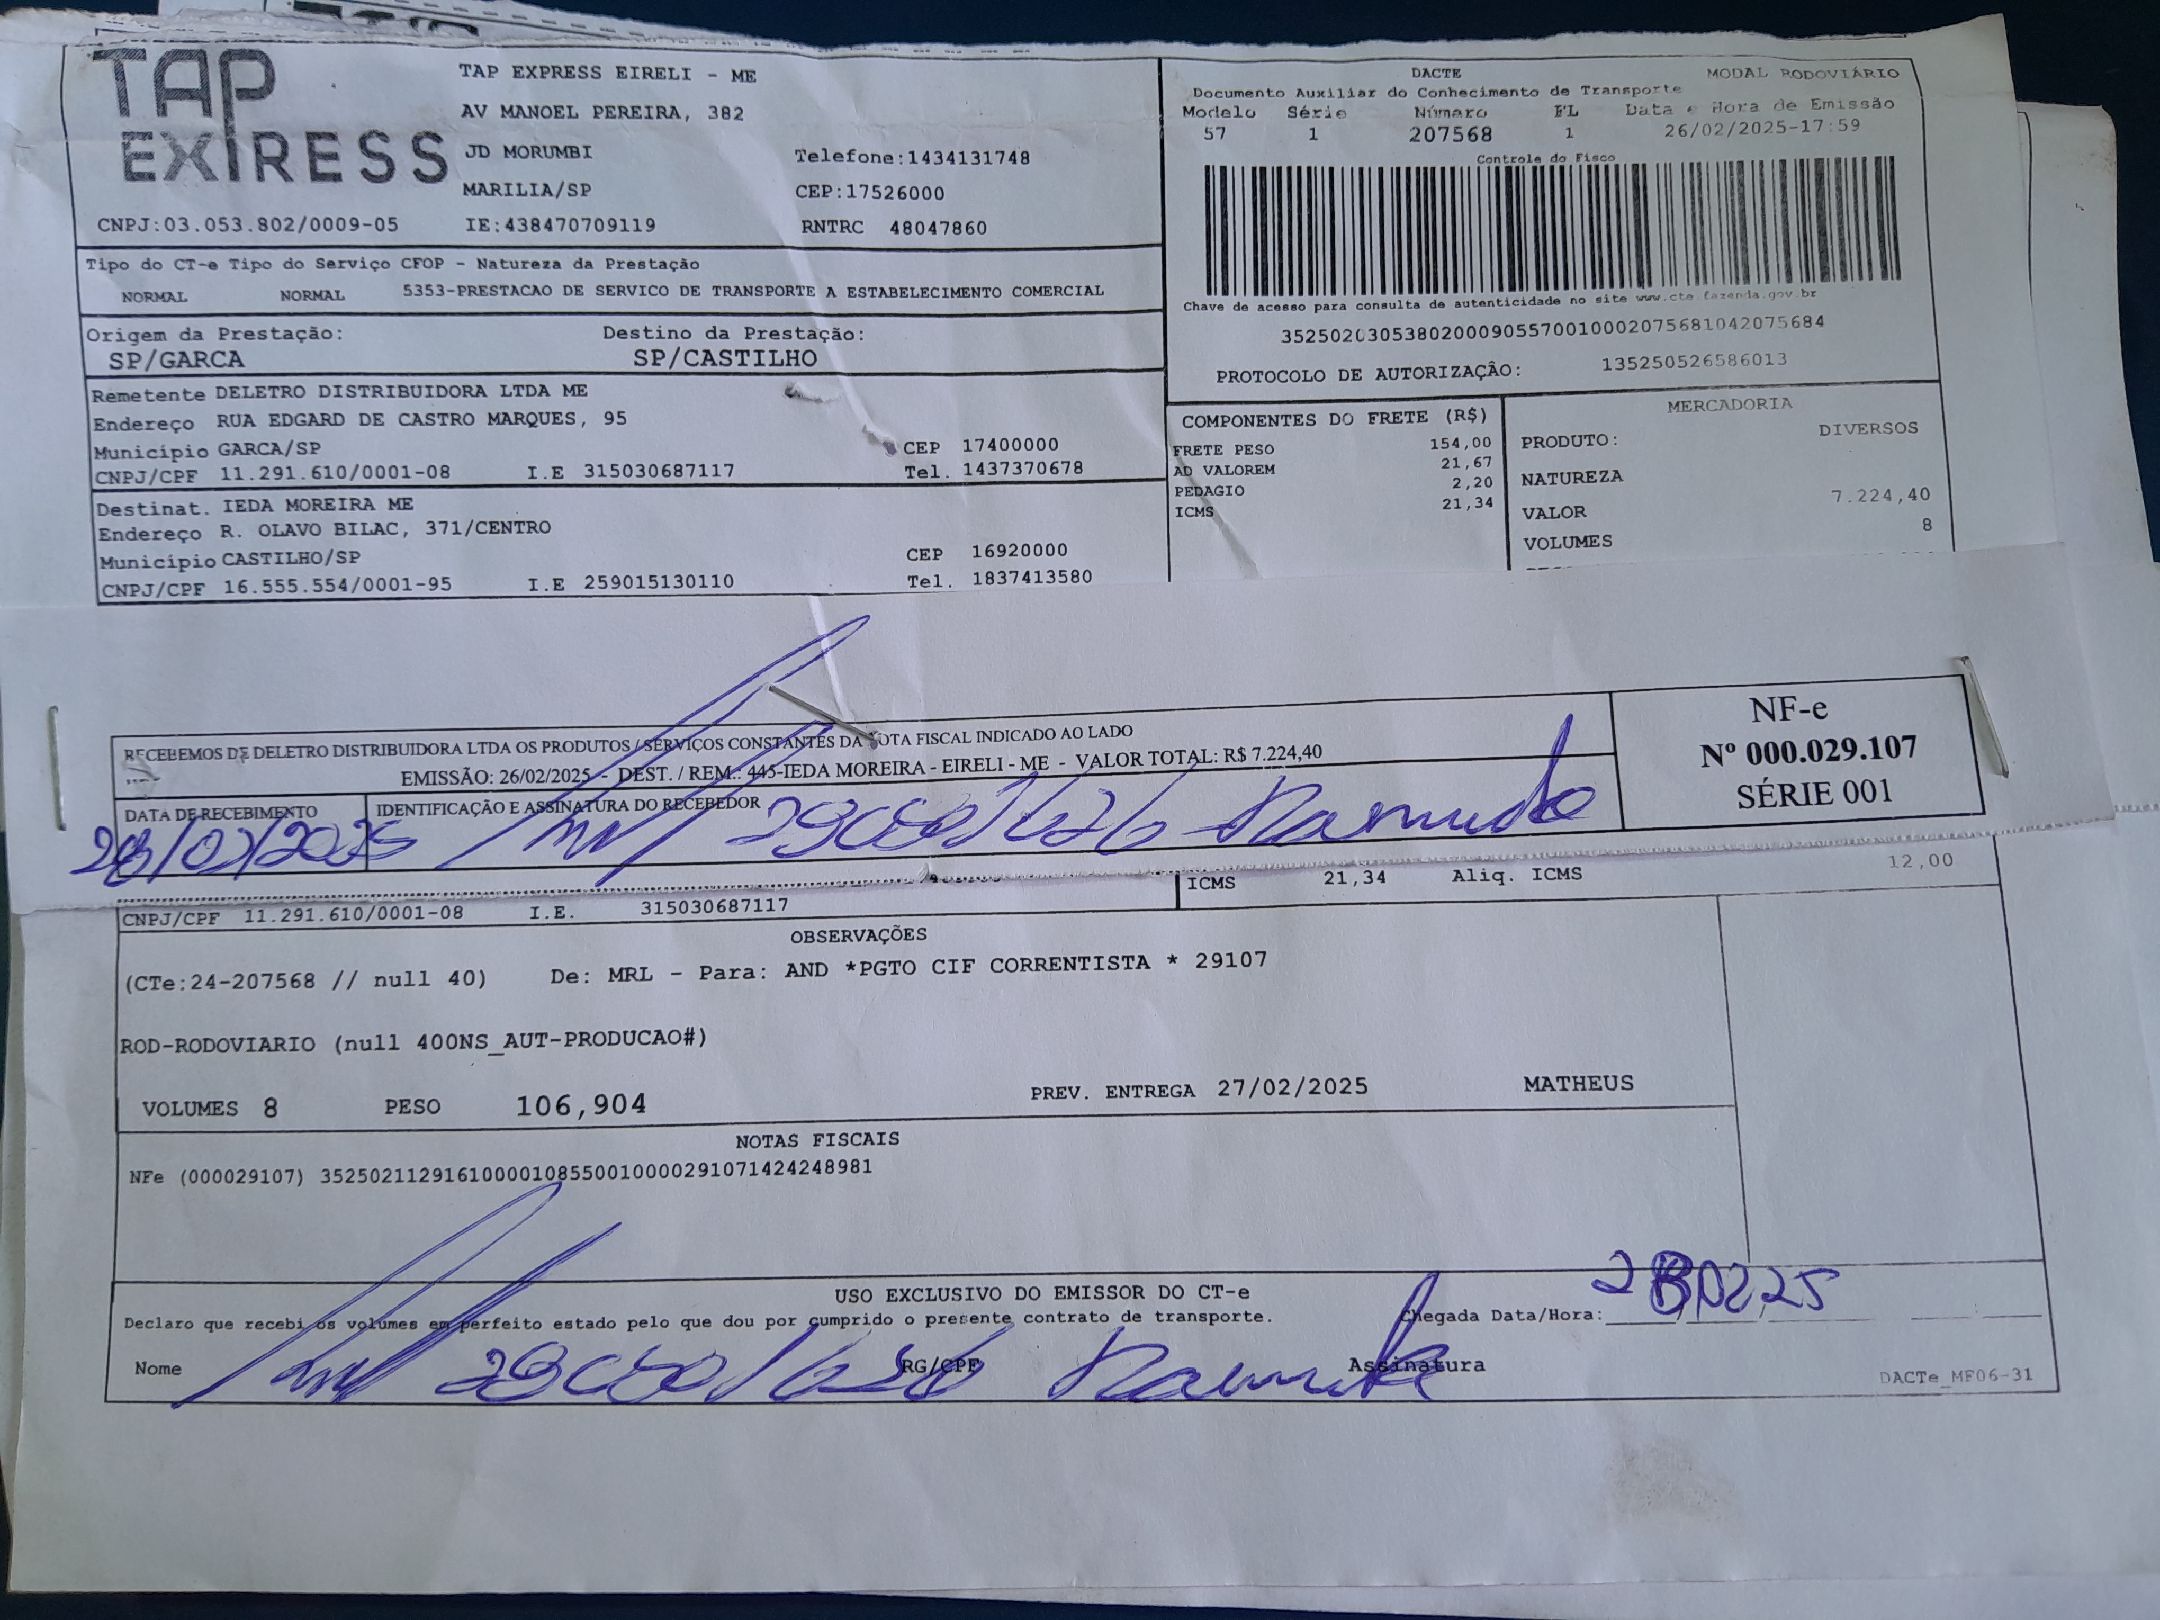 TAP
EXPRESS
TAP EXPRESS EIRELI - ME
AV MANOEL PEREIRA, 382
JD MORUMBI
Telefone:1434131748
MARILIA/SP
CEP:17526000
CNPJ:03.053.802/0009-05
IE:438470709119
RNTRC 48047860
DACTE
MODAL RODOVIÁRIO
Documento Auxiliar do Conhecimento de Transporte
Modelo Série Número FL Data e Hora de Emissão
57 1 207568 1 26/02/2025-17:59
Controle do Fisco
Chave de acesso para consulta de autenticidade no site www.cte.fazenda.gov.br
35250203053802000905570010002075681042075684
PROTOCOLO DE AUTORIZAÇÃO: 135250526586013
Tipo do CT-e Tipo do Serviço CFOP - Natureza da Prestação
NORMAL NORMAL 5353-PRESTACAO DE SERVICO DE TRANSPORTE A ESTABELECIMENTO COMERCIAL
Origem da Prestação: Destino da Prestação:
SP/GARCA SP/CASTILHO
Remetente DELETRO DISTRIBUIDORA LTDA ME
Endereço RUA EDGARD DE CASTRO MARQUES, 95
Município GARCA/SP CEP 17400000
CNPJ/CPF 11.291.610/0001-08 I.E 315030687117 Tel. 1437370678
Destinat. IEDA MOREIRA ME
Endereço R. OLAVO BILAC, 371/CENTRO
Município CASTILHO/SP CEP 16920000
CNPJ/CPF 16.555.554/0001-95 I.E 259015130110 Tel. 1837413580
COMPONENTES DO FRETE (R$)
FRETE PESO 154,00
AD VALOREM 21,67
PEDAGIO 2,20
ICMS 21,34
MERCADORIA
PRODUTO: DIVERSOS
NATUREZA
VALOR 7.224,40
VOLUMES 8
RECEBEMOS DE DELETRO DISTRIBUIDORA LTDA OS PRODUTOS / SERVIÇOS CONSTANTES DA NOTA FISCAL INDICADO AO LADO
EMISSÃO: 26/02/2025 - DEST. / REM.: 445-IEDA MOREIRA - EIRELI - ME - VALOR TOTAL: R$ 7.224,40
DATA DE RECEBIMENTO
IDENTIFICAÇÃO E ASSINATURA DO RECEBEDOR
28/02/2025
NF-e
Nº 000.029.107
SÉRIE 001
ICMS 21,34 Aliq. ICMS 12,00
CNPJ/CPF 11.291.610/0001-08 I.E. 315030687117
OBSERVAÇÕES
(CTe:24-207568 // null 40) De: MRL - Para: AND *PGTO CIF CORRENTISTA * 29107
ROD-RODOVIARIO (null 400NS_AUT-PRODUCAO#)
VOLUMES 8 PESO 106,904 PREV. ENTREGA 27/02/2025 MATHEUS
NOTAS FISCAIS
NFe (000029107) 35250211291610000108550010000291071424248981
USO EXCLUSIVO DO EMISSOR DO CT-e
Declaro que recebi os volumes em perfeito estado pelo que dou por cumprido o presente contrato de transporte.
Chegada Data/Hora:
Nome RG/CPF Assinatura
DACTe_MF06-31